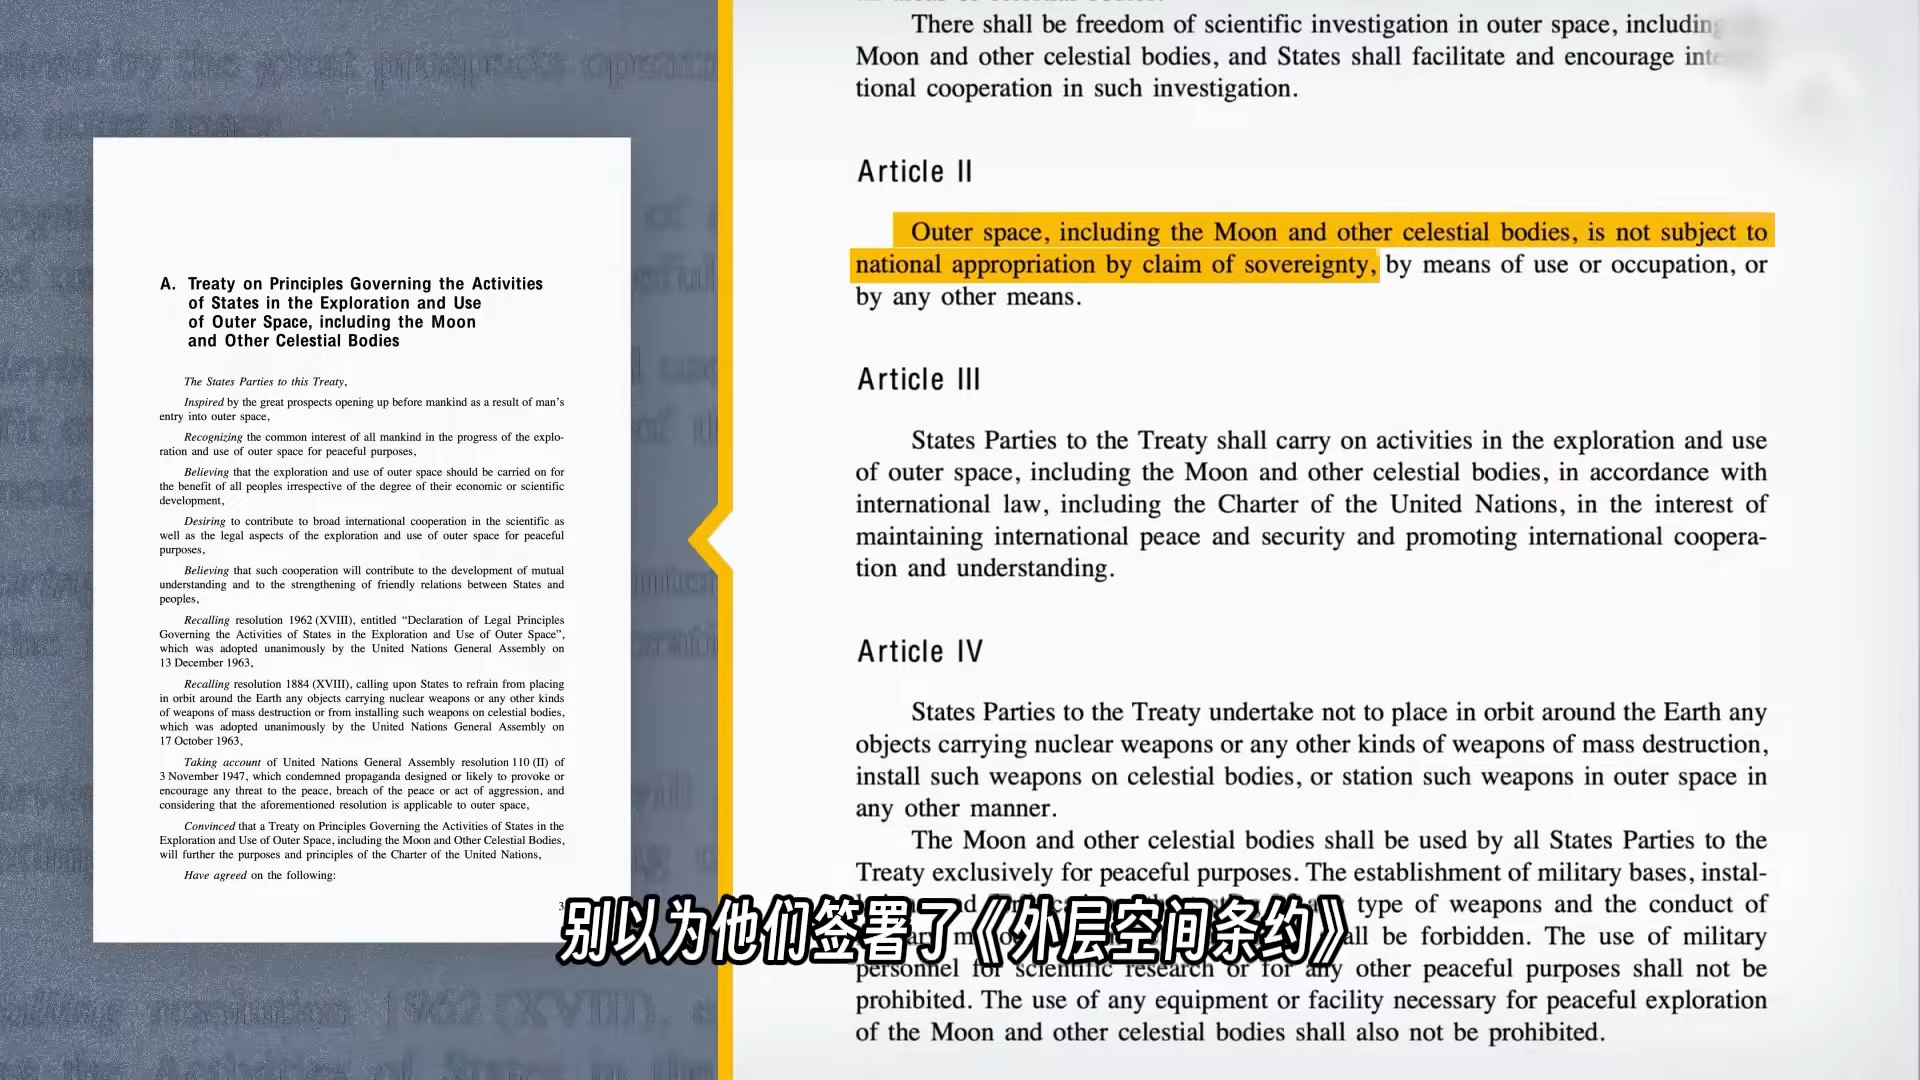 A. Treaty on Principles Governing the Activities
of States in the Exploration and Use
of Outer Space, including the Moon
and Other Celestial Bodies
The States Parties to this Treaty,
Inspired by the great prospects opening up before mankind as a result of man's
entry into outer space,
Recognizing the common interest of all mankind in the progress of the explo-
ration and use of outer space for peaceful purposes,
Believing that the exploration and use of outer space should be carried on for
the benefit of all peoples irrespective of the degree of their economic or scientific
development,
Desiring to contribute to broad international cooperation in the scientific as
well as the legal aspects of the exploration and use of outer space for peaceful
purposes,
Believing that such cooperation will contribute to the development of mutual
understanding and to the strengthening of friendly relations between States and
peoples,
Recalling resolution 1962 (XVIII), entitled “Declaration of Legal Principles
Governing the Activities of States in the Exploration and Use of Outer Space”,
which was adopted unanimously by the United Nations General Assembly on
13 December 1963,
Recalling resolution 1884 (XVIII), calling upon States to refrain from placing
in orbit around the Earth any objects carrying nuclear weapons or any other kinds
of weapons of mass destruction or from installing such weapons on celestial bodies,
which was adopted unanimously by the United Nations General Assembly on
17 October 1963,
Taking account of United Nations General Assembly resolution 110 (II) of
3 November 1947, which condemned propaganda designed or likely to provoke or
encourage any threat to the peace, breach of the peace or act of aggression, and
considering that the aforementioned resolution is applicable to outer space,
Convinced that a Treaty on Principles Governing the Activities of States in the
Exploration and Use of Outer Space, including the Moon and Other Celestial Bodies,
will further the purposes and principles of the Charter of the United Nations,
Have agreed on the following:
There shall be freedom of scientific investigation in outer space, including
Moon and other celestial bodies, and States shall facilitate and encourage
tional cooperation in such investigation.
Article II
Outer space, including the Moon and other celestial bodies, is not subject to
national appropriation by claim of sovereignty, by means of use or occupation, or
by any other means.
Article III
States Parties to the Treaty shall carry on activities in the exploration and use
of outer space, including the Moon and other celestial bodies, in accordance with
international law, including the Charter of the United Nations, in the interest of
maintaining international peace and security and promoting international coopera-
tion and understanding.
Article IV
States Parties to the Treaty undertake not to place in orbit around the Earth any
objects carrying nuclear weapons or any other kinds of weapons of mass destruction,
install such weapons on celestial bodies, or station such weapons in outer space in
any other manner.
The Moon and other celestial bodies shall be used by all States Parties to the
Treaty exclusively for peaceful purposes. The establishment of military bases, instal-
type of weapons and the conduct of
be forbidden. The use of military
personnel for scientific research or for any other peaceful purposes shall not be
prohibited. The use of any equipment or facility necessary for peaceful exploration
of the Moon and other celestial bodies shall also not be prohibited.
别以为他们签署了《外层空间条约》